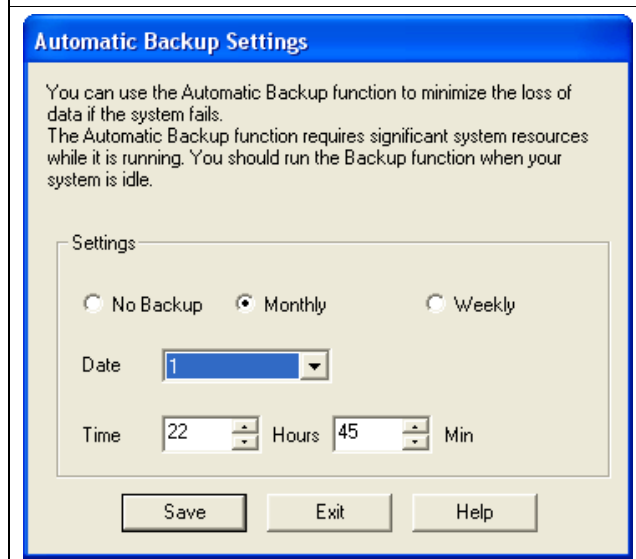 Automatic Backup Settings
You can use the Automatic Backup function to minimize the loss of
data if the system fails.
The Automatic Backup function requires significant system resources
while it is running. You should run the Backup function when your
system is idle.
Settings
No Backup Monthly Weekly
Date 1
Time 22 Hours 45 Min
Save Exit Help